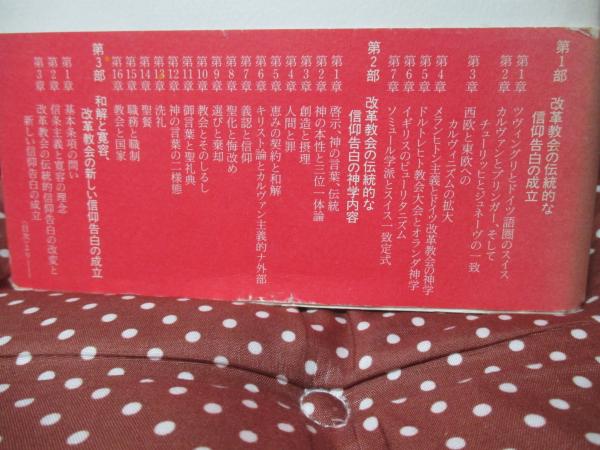 第1部 改革教会の伝統的な
信仰告白の成立
第1章 ツヴィングリとドイツ語圏のスイス
第2章 カルヴァンとブリンガー、そして
チューリッヒとジュネーヴの一致
第3章 西欧と東欧への
カルヴィニズムの拡大
第4章 メランヒトン主義とドイツ改革教会の神学
第5章 ドルトレヒト教会大会とオランダ神学
第6章 イギリスのピューリタニズム
第7章 ソミュール学派とスイス一致定式
第2部 改革教会の伝統的な
信仰告白の神学内容
第1章 啓示、神の言葉、伝統
第2章 神の本性と三位一体論
第3章 創造と摂理
第4章 人間と罪
第5章 恵みの契約と和解
第6章 キリスト論とカルヴァン主義的ナ外部
第7章 義認と信仰
第8章 聖化と悔改め
第9章 選びと棄却
第10章 教会とそのしるし
第11章 御言葉と聖礼典
第12章 神の言葉の二様態
第13章 洗礼
第14章 聖餐
第15章 職務と職制
第16章 教会と国家
第3部 和解と寛容、
改革教会の新しい信仰告白の成立
第1章 基本条項の問い
第2章 信条主義と寛容の理念
第3章 改革教会の伝統的信仰告白の改変と
新しい信仰告白の成立
(目次より)